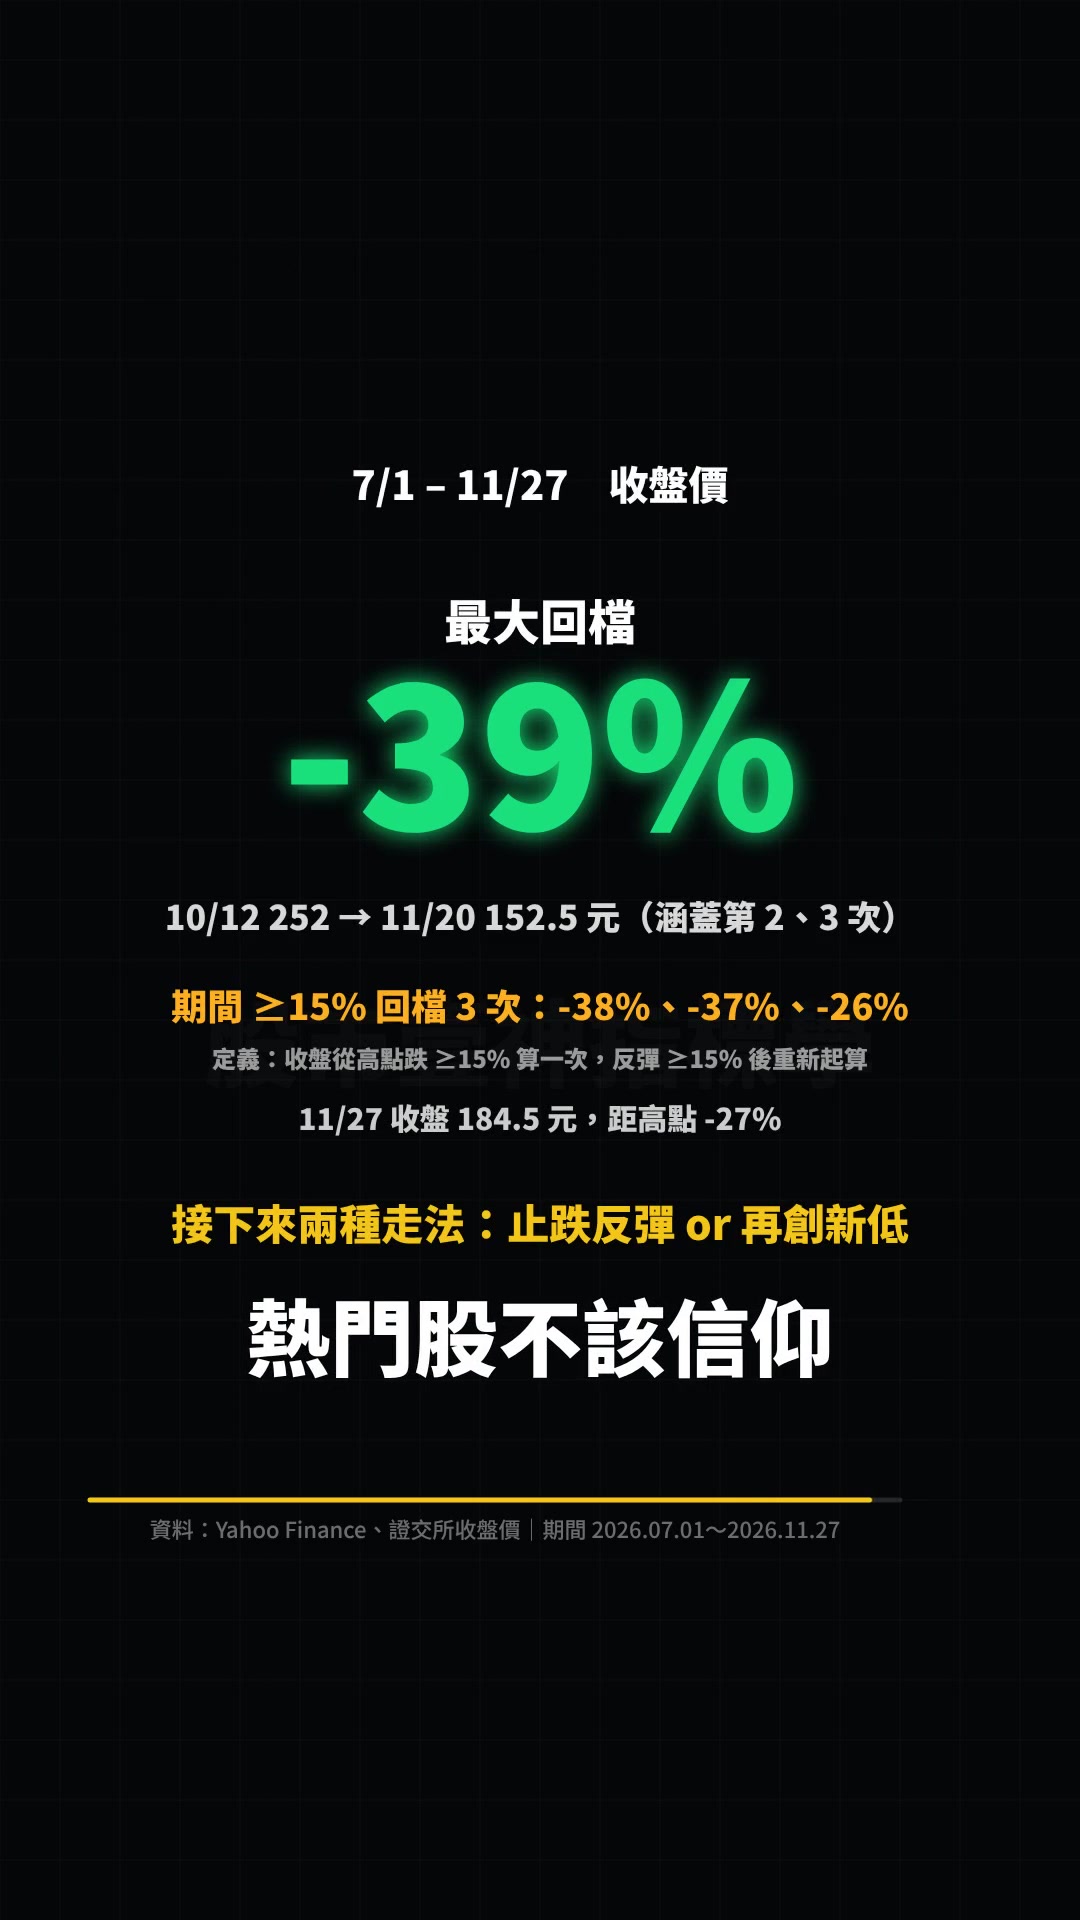 7/1 – 11/27　收盤價
最大回檔
-39%
10/12 252 → 11/20 152.5 元（涵蓋第 2、3 次）
期間 ≥15% 回檔 3 次：-38%、-37%、-26%
定義：收盤從高點跌 ≥15% 算一次，反彈 ≥15% 後重新起算
11/27 收盤 184.5 元，距高點 -27%
接下來兩種走法：止跌反彈 or 再創新低
熱門股不該信仰
資料：Yahoo Finance、證交所收盤價｜期間 2026.07.01～2026.11.27